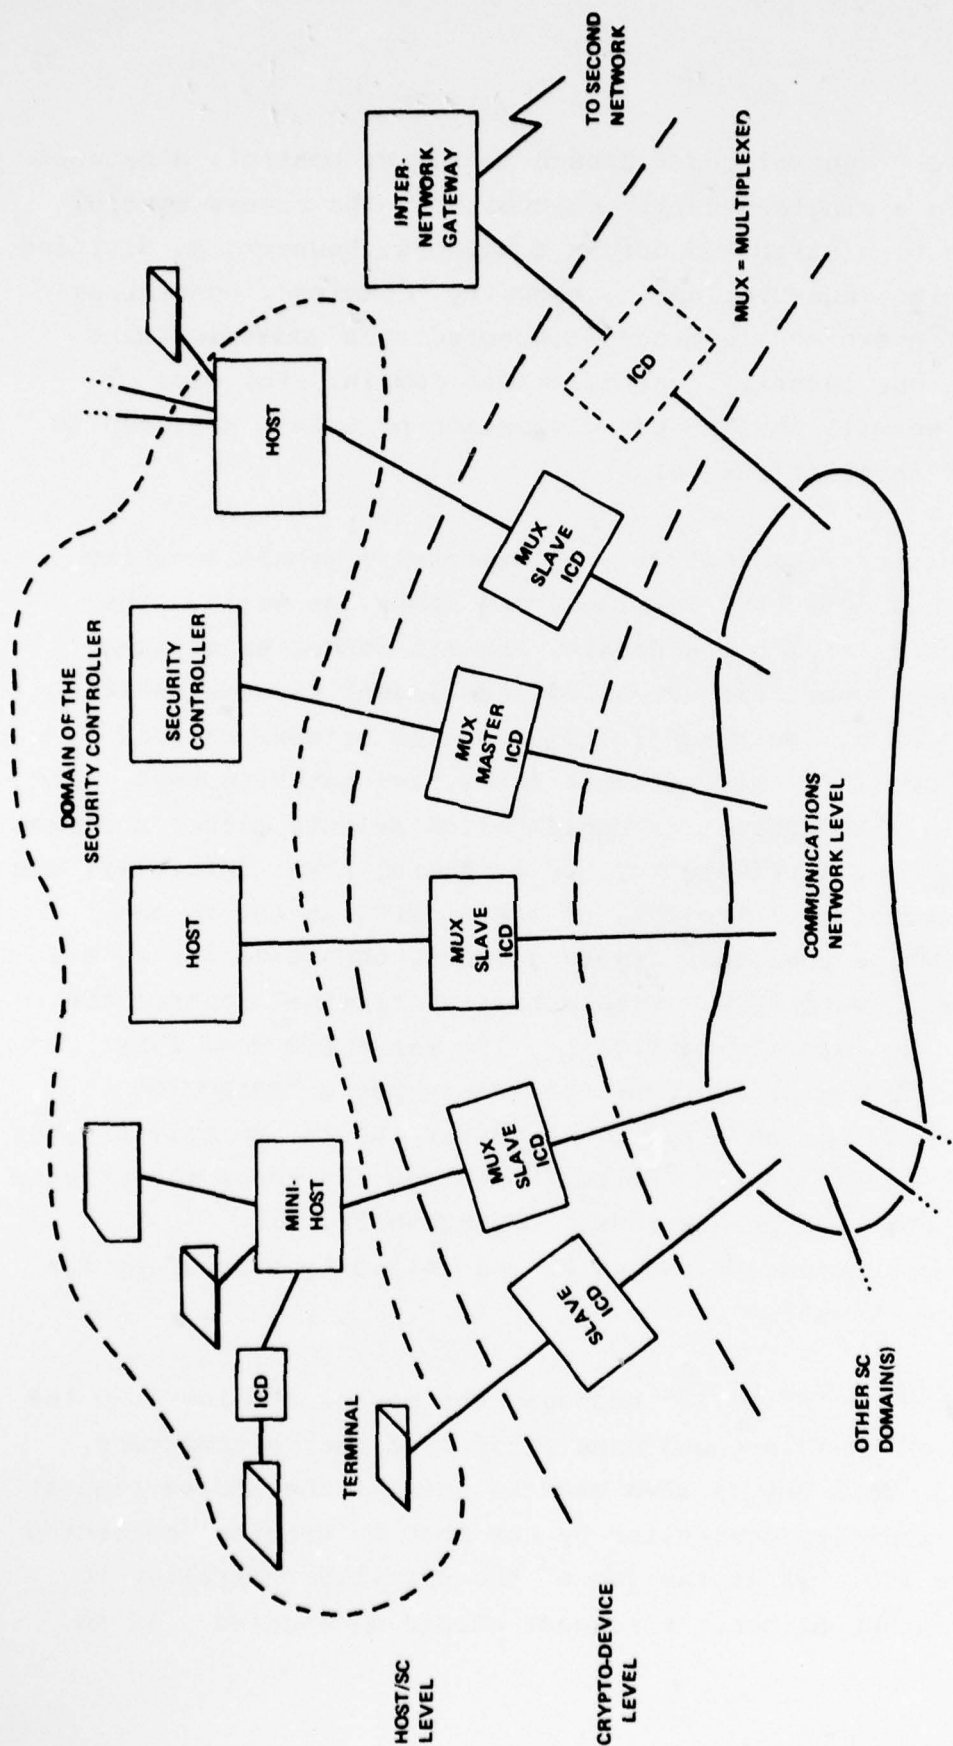 DOMAIN OF THE
SECURITY CONTROLLER
HOST
SECURITY
CONTROLLER
HOST
MINI-
HOST
ICD
TERMINAL
INTER-
NETWORK
GATEWAY
TO SECOND
NETWORK
HOST/SC
LEVEL
SLAVE
ICD
MUX
SLAVE
ICD
MUX
SLAVE
ICD
MUX
MASTER
ICD
MUX
SLAVE
ICD
ICD
MUX = MULTIPLEXED
CRYPTO-DEVICE
LEVEL
COMMUNICATIONS
NETWORK LEVEL
OTHER SC
DOMAIN(S)